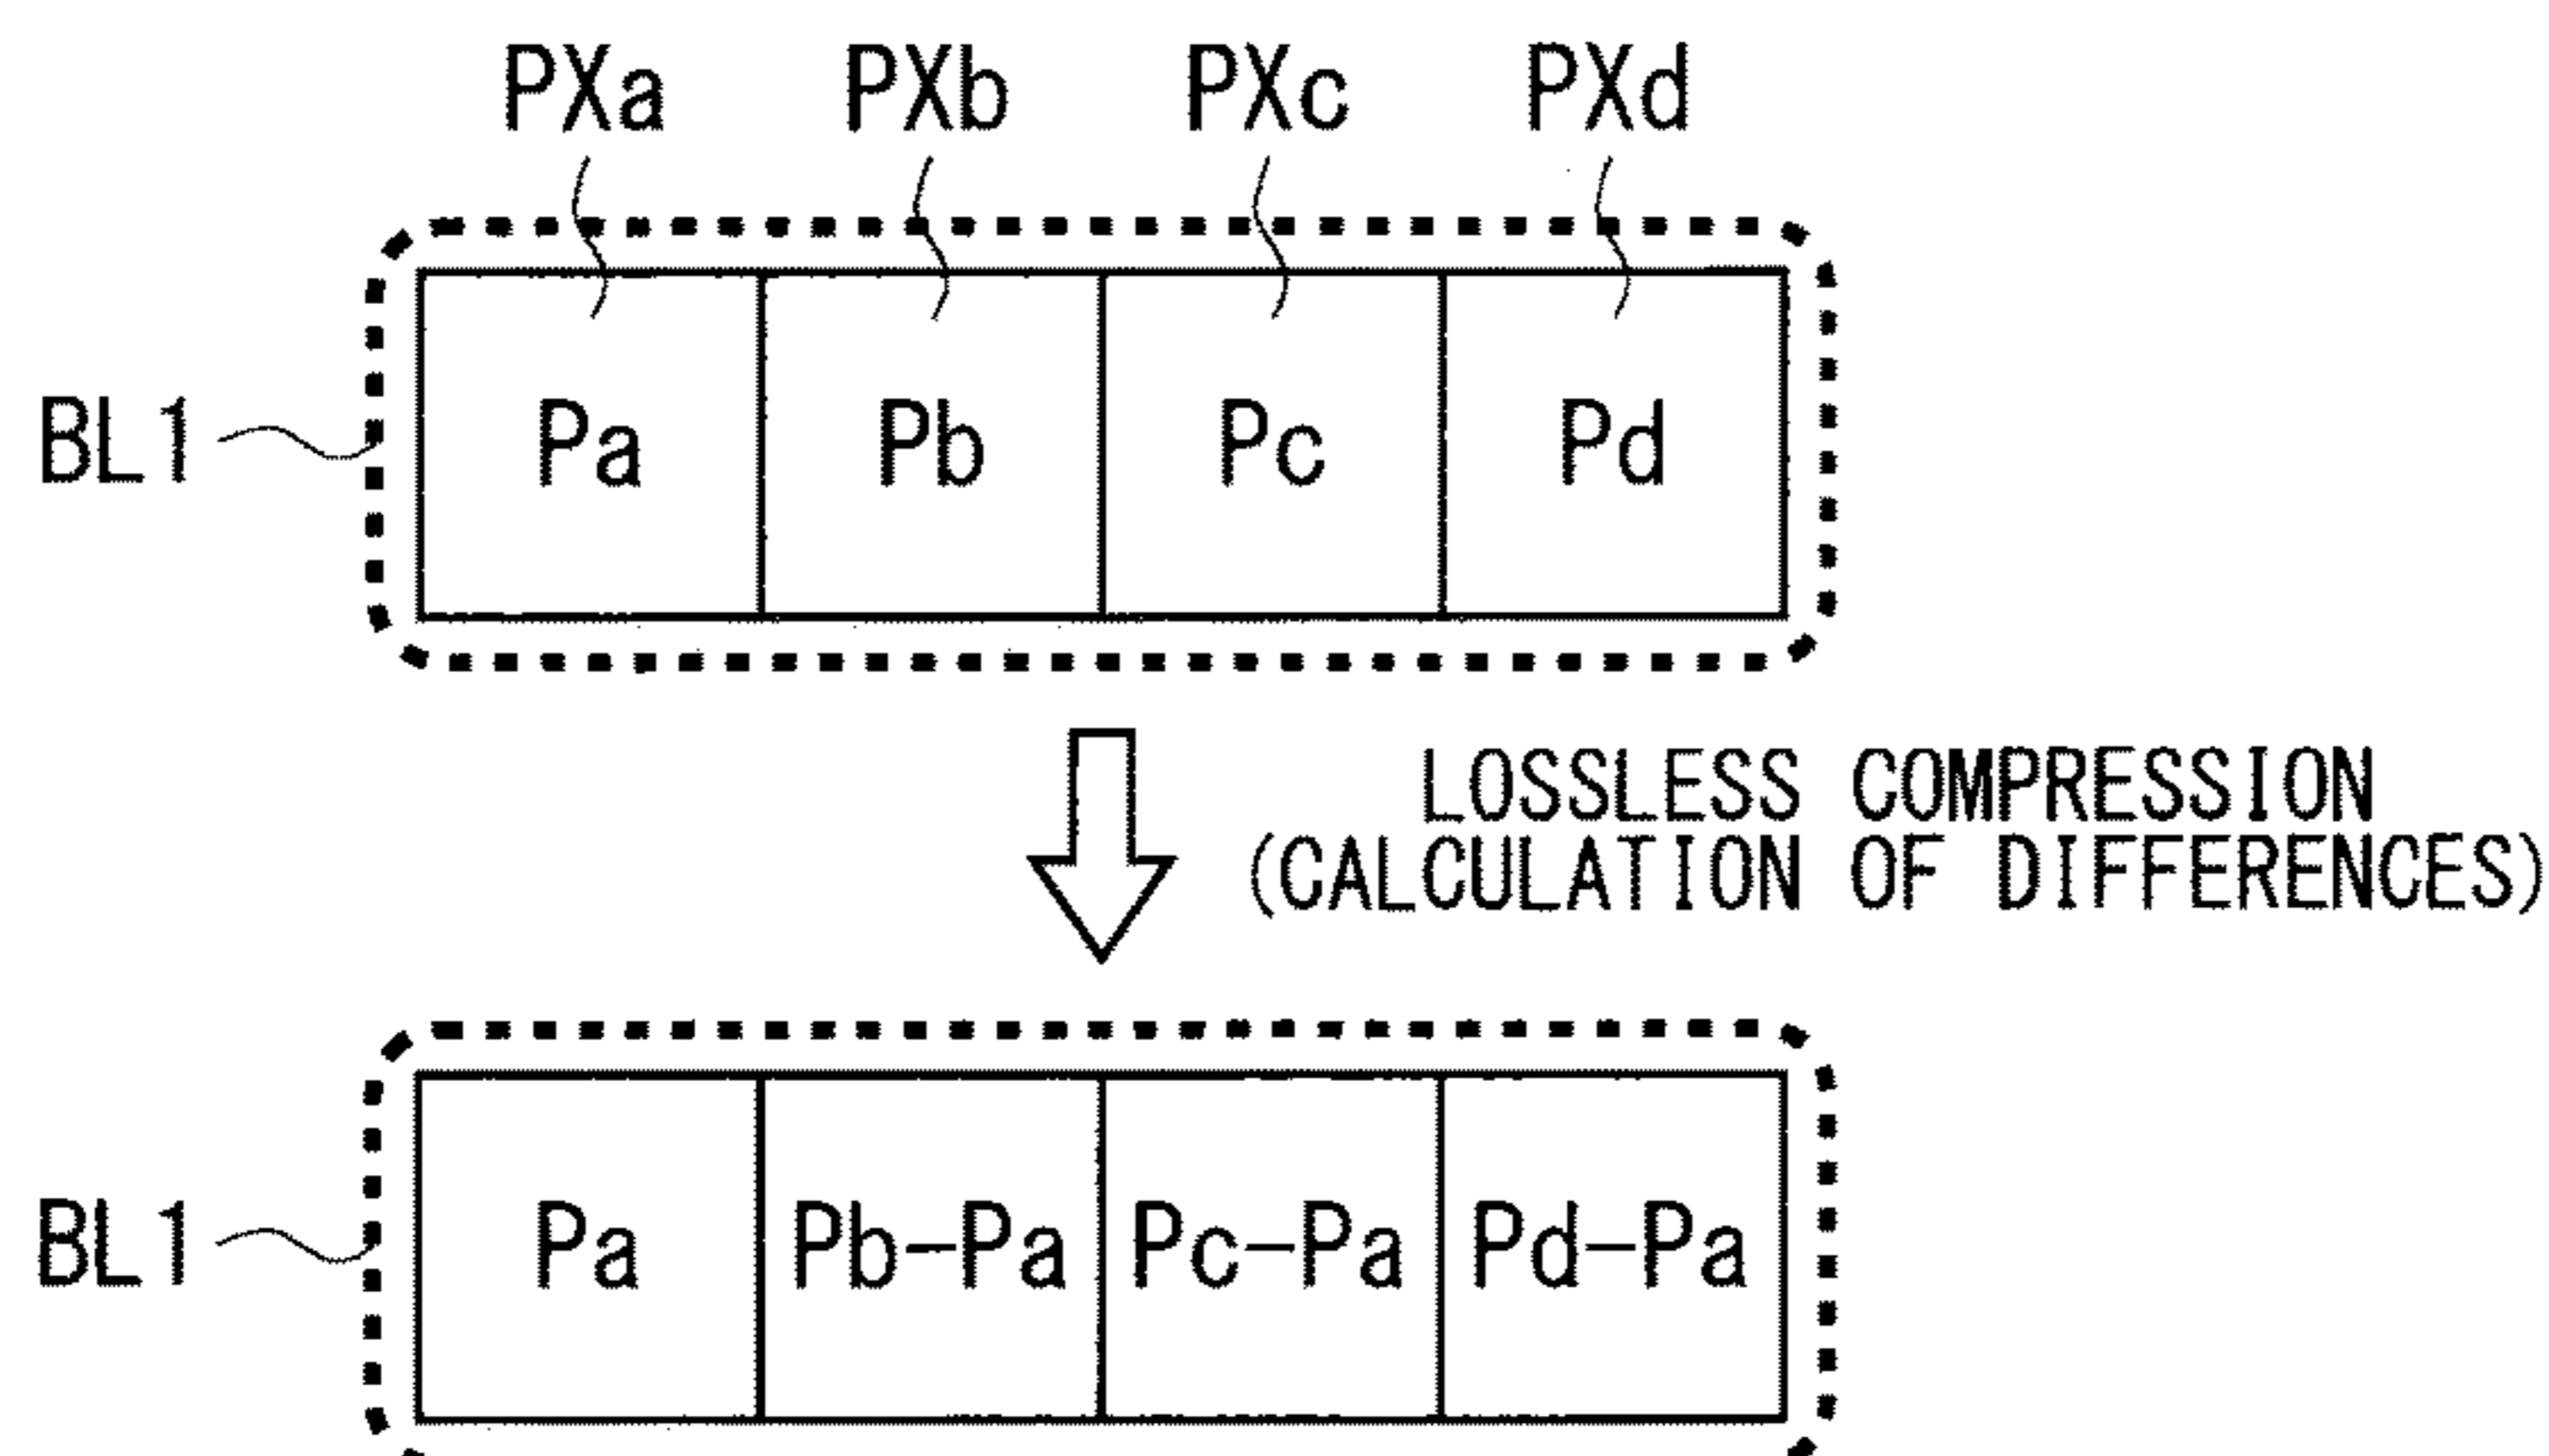 PXa PXb PXc PXd
BL1 Pa Pb Pc Pd
LOSSLESS COMPRESSION
(CALCULATION OF DIFFERENCES)
BL1 Pa Pb-Pa Pc-Pa Pd-Pa